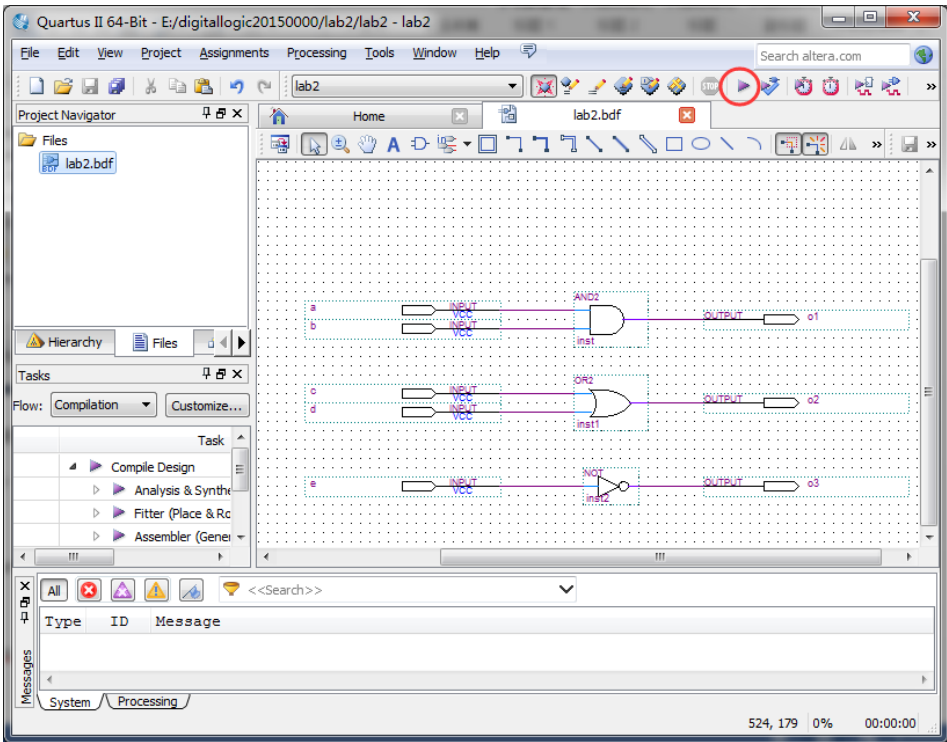 Quartus II 64-Bit - E:/digitallogic20150000/lab2/lab2 - lab2
File Edit View Project Assignments Processing Tools Window Help
Search altera.com
lab2
STOP
»
Project Navigator
Home
lab2.bdf
Files
BDF lab2.bdf
A
» »
AND2
a INPUT VCC
b INPUT VCC
OUTPUT o1
inst
Hierarchy Files
Tasks
OR2
c INPUT VCC
d INPUT VCC
OUTPUT o2
inst1
Flow: Compilation Customize...
Task
Compile Design
NOT
e INPUT VCC
OUTPUT o3
inst2
Analysis & Synthe
Fitter (Place & Ro
Assembler (Gener
All
<<Search>>
Type ID Message
Messages
System Processing
524, 179 0% 00:00:00